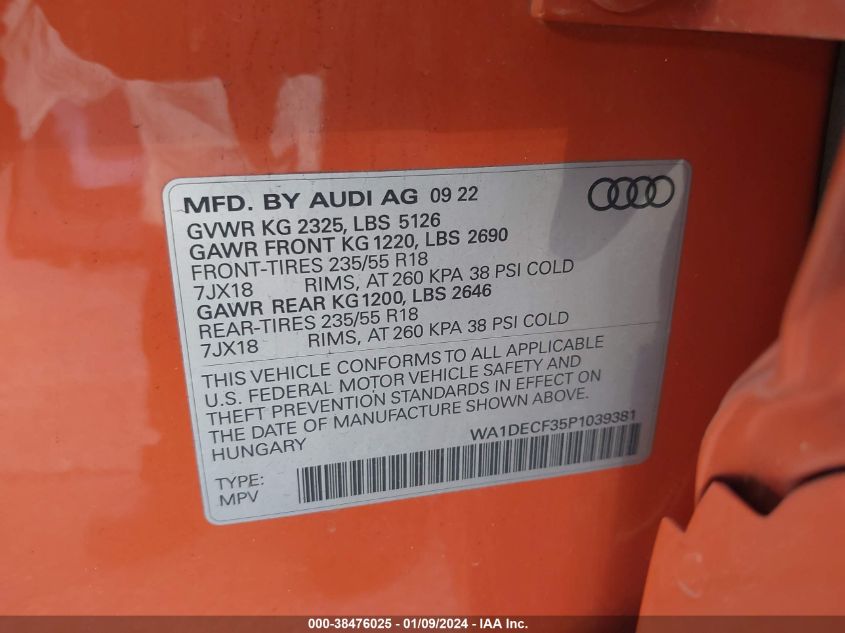 MFD. BY AUDI AG 09 22
GVWR KG 2325, LBS 5126
GAWR FRONT KG 1220, LBS 2690
FRONT-TIRES 235/55 R18
7JX18 RIMS, AT 260 KPA 38 PSI COLD
GAWR REAR KG 1200, LBS 2646
REAR-TIRES 235/55 R18
7JX18 RIMS, AT 260 KPA 38 PSI COLD
THIS VEHICLE CONFORMS TO ALL APPLICABLE
U.S. FEDERAL MOTOR VEHICLE SAFETY AND
THEFT PREVENTION STANDARDS IN EFFECT ON
THE DATE OF MANUFACTURE SHOWN ABOVE.
HUNGARY WA1DECF35P1039381
TYPE:
MPV
000-38476025 - 01/09/2024 - IAA Inc.